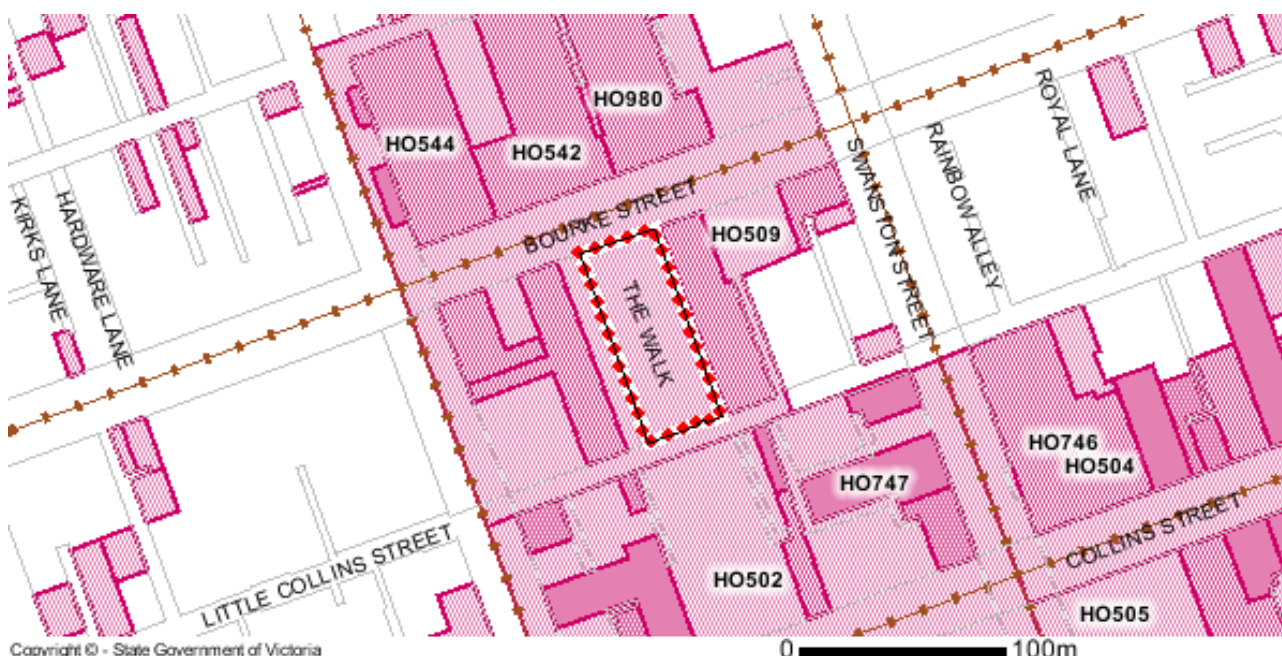 HO980
HO544
HO542
ROYAL LANE
RAINBOW ALLEY
SWANSTON STREET
KIRKS LANE
HARDWARE LANE
BOURKE STREET
HO509
THE WALK
HO746
HO504
HO747
COLLINS STREET
LITTLE COLLINS STREET
HO502
HO505
Copyright © - State Government of Victoria
0 100m